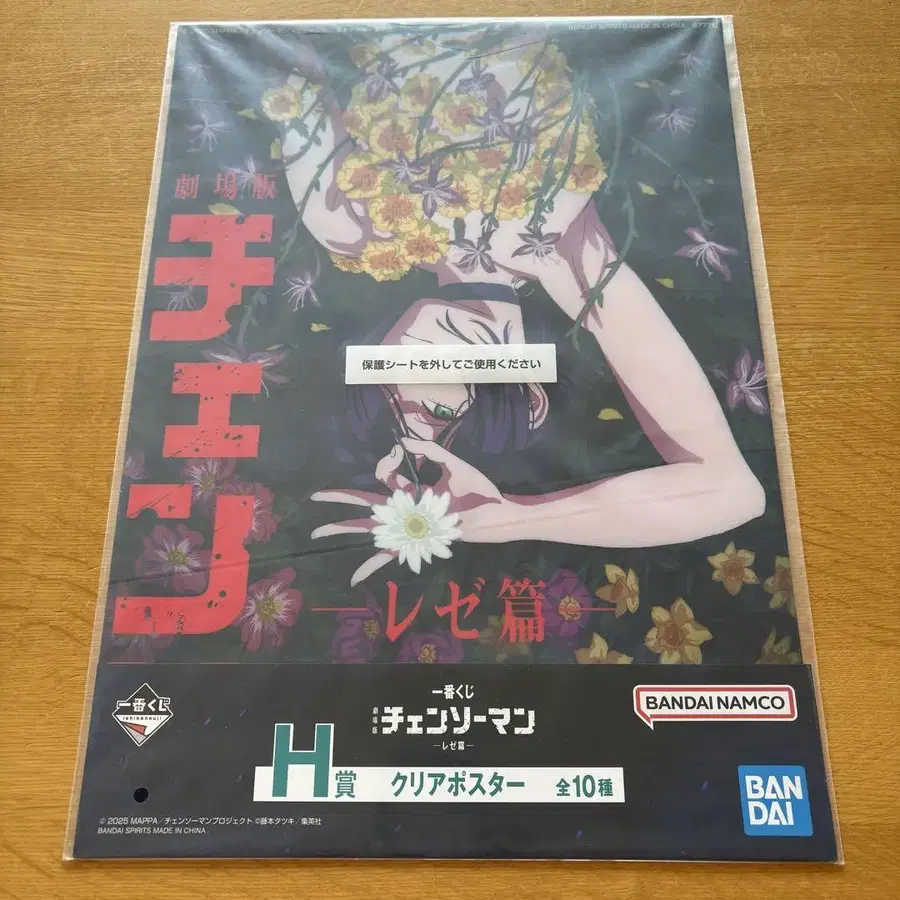 劇場版
チェン
保護シートを外してご使用ください
―レゼ篇―
一番くじ
ichibankuji
一番くじ
劇場版
チェンソーマン
―レゼ篇―
BANDAI NAMCO
H賞 クリアポスター 全10種
BAN
DAI
© 2025 MAPPA／チェンソーマンプロジェクト ©藤本タツキ／集英社
BANDAI SPIRITS MADE IN CHINA